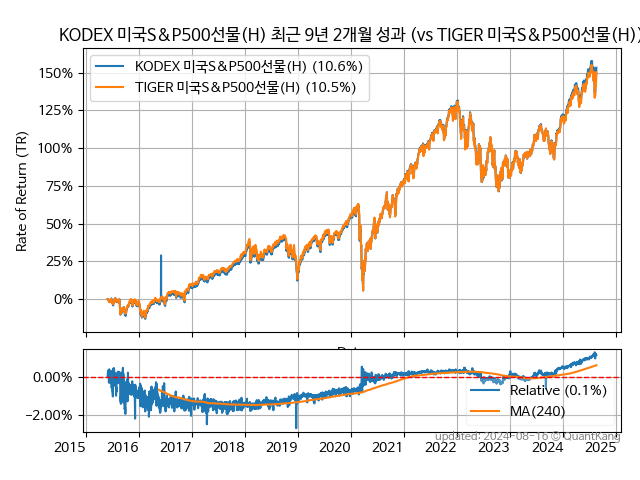 KODEX 미국S&P500선물(H) 최근 9년 2개월 성과 (vs TIGER 미국S&P500선물(H))
KODEX 미국S&P500선물(H) (10.6%)
TIGER 미국S&P500선물(H) (10.5%)
Rate of Return (TR)
150%
125%
100%
75%
50%
25%
0%
0.00%
-2.00%
Relative (0.1%)
MA(240)
2015 2016 2017 2018 2019 2020 2021 2022 2023 2024 2025
updated: 2024-08-16 © QuantKang